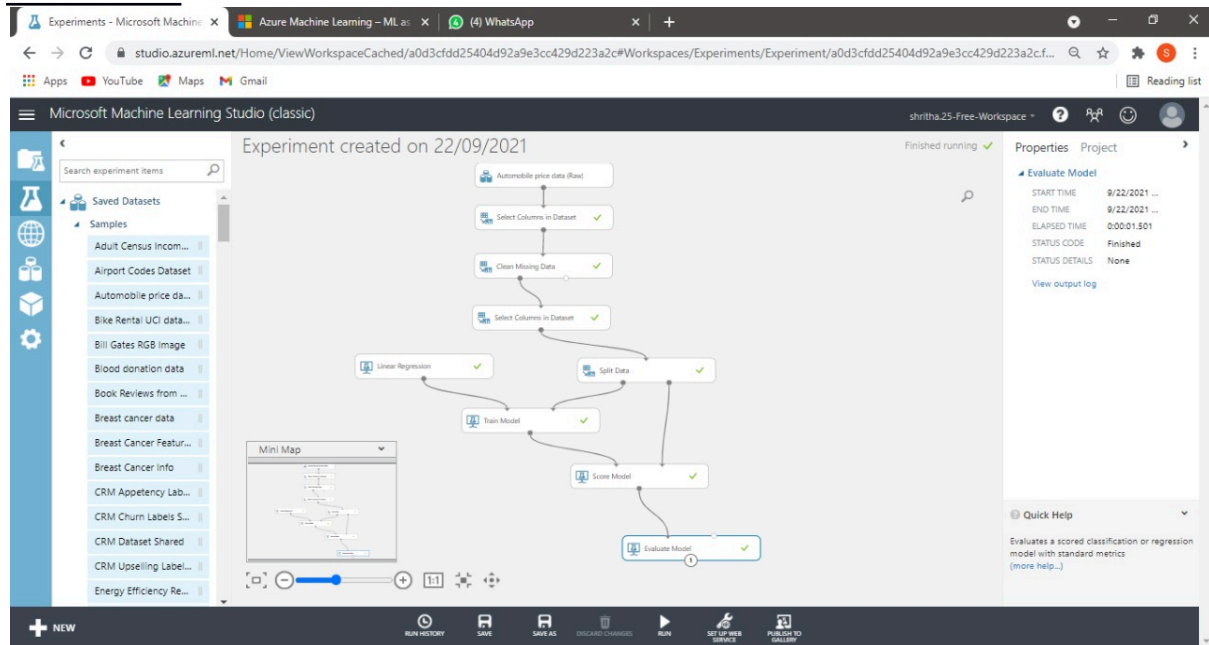 Experiments - Microsoft Machine
Azure Machine Learning – ML as
(4) WhatsApp
studio.azureml.net/Home/ViewWorkspaceCached/a0d3cfdd25404d92a9e3cc429d223a2c#Workspaces/Experiments/Experiment/a0d3cfdd25404d92a9e3cc429d223a2c.f...
S
Apps
YouTube
Maps
Gmail
Reading list
Microsoft Machine Learning Studio (classic)
shritha.25-Free-Workspace
Search experiment items
Saved Datasets
Samples
Adult Census Incom...
Airport Codes Dataset
Automobile price da...
Bike Rental UCI data...
Bill Gates RGB Image
Blood donation data
Book Reviews from ...
Breast cancer data
Breast Cancer Featur...
Breast Cancer Info
CRM Appetency Lab...
CRM Churn Labels S...
CRM Dataset Shared
CRM Upselling Label...
Energy Efficiency Re...
Experiment created on 22/09/2021
Finished running
Automobile price data (Raw)
Select Columns in Dataset
Clean Missing Data
Select Columns in Dataset
Linear Regression
Split Data
Train Model
Score Model
Evaluate Model
1
Mini Map
1:1
Properties Project
Evaluate Model
START TIME 9/22/2021 ...
END TIME 9/22/2021 ...
ELAPSED TIME 0:00:01.501
STATUS CODE Finished
STATUS DETAILS None
View output log
Quick Help
Evaluates a scored classification or regression
model with standard metrics
(more help...)
NEW
RUN HISTORY
SAVE
SAVE AS
DISCARD CHANGES
RUN
SET UP WEB
SERVICE
PUBLISH TO
GALLERY